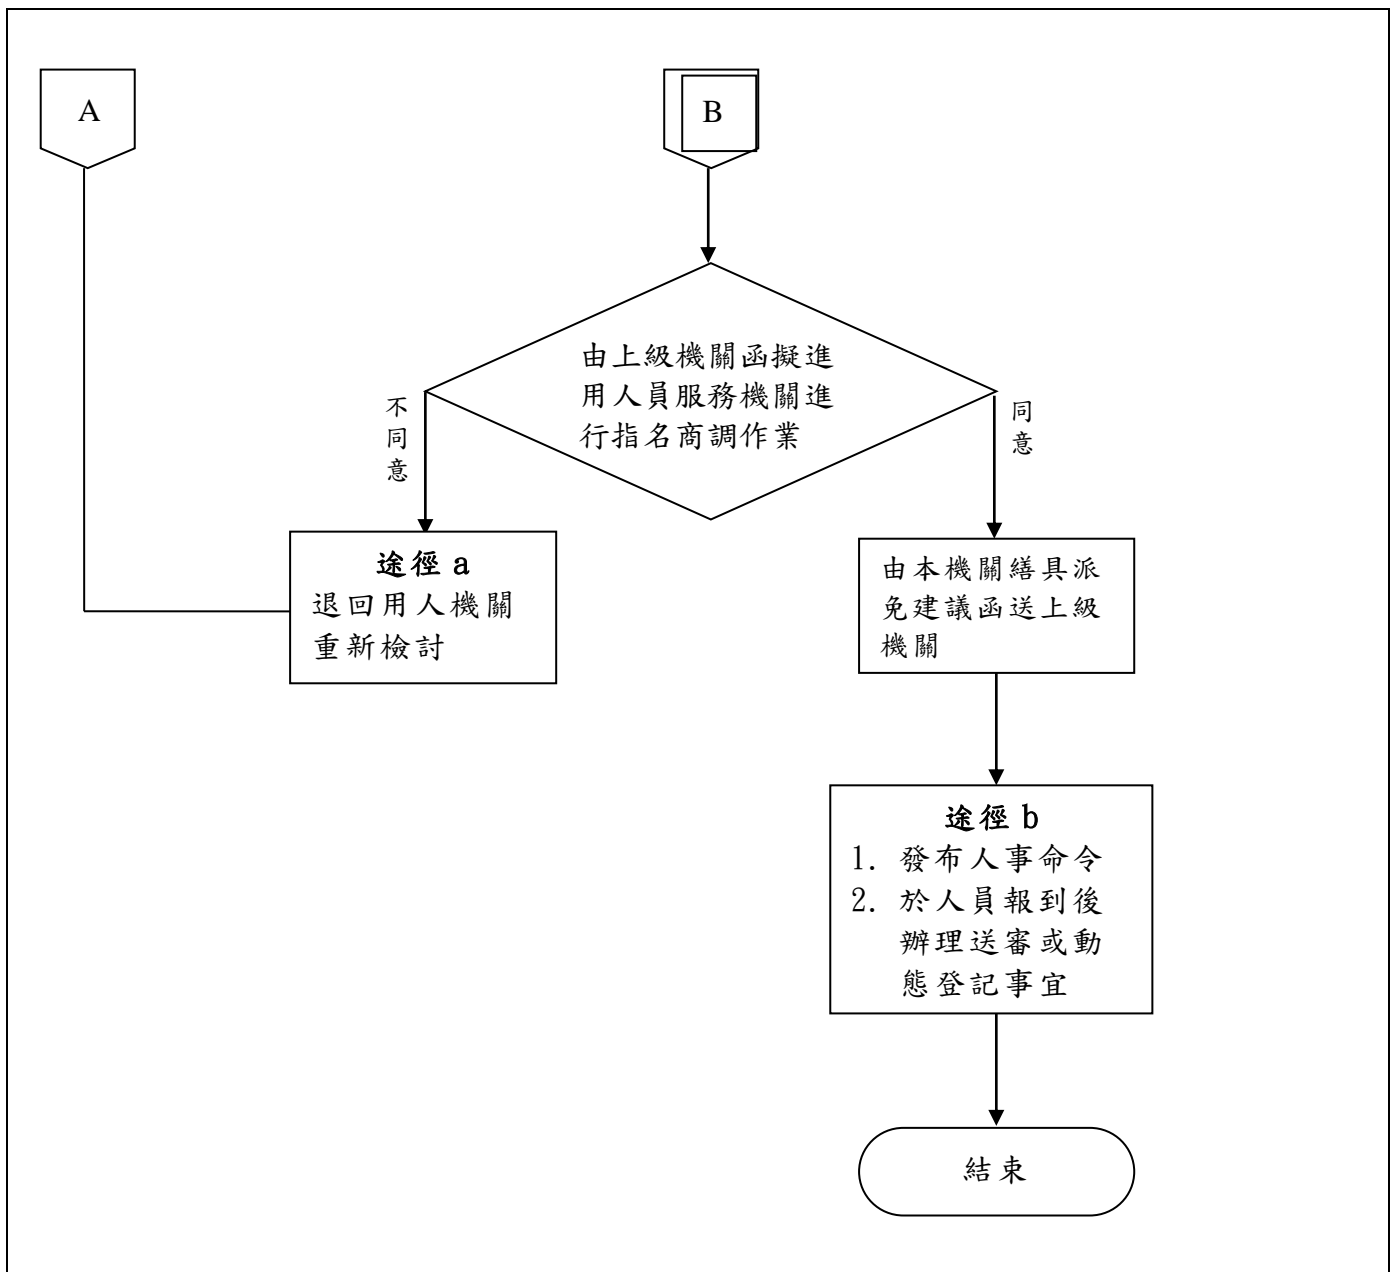 A
B
由上級機關函擬進
用人員服務機關進
行指名商調作業
不
同
意
同
意
途徑 a
退回用人機關
重新檢討
由本機關繕具派
免建議函送上級
機關
途徑 b
1. 發布人事命令
2. 於人員報到後
辦理送審或動
態登記事宜
結束